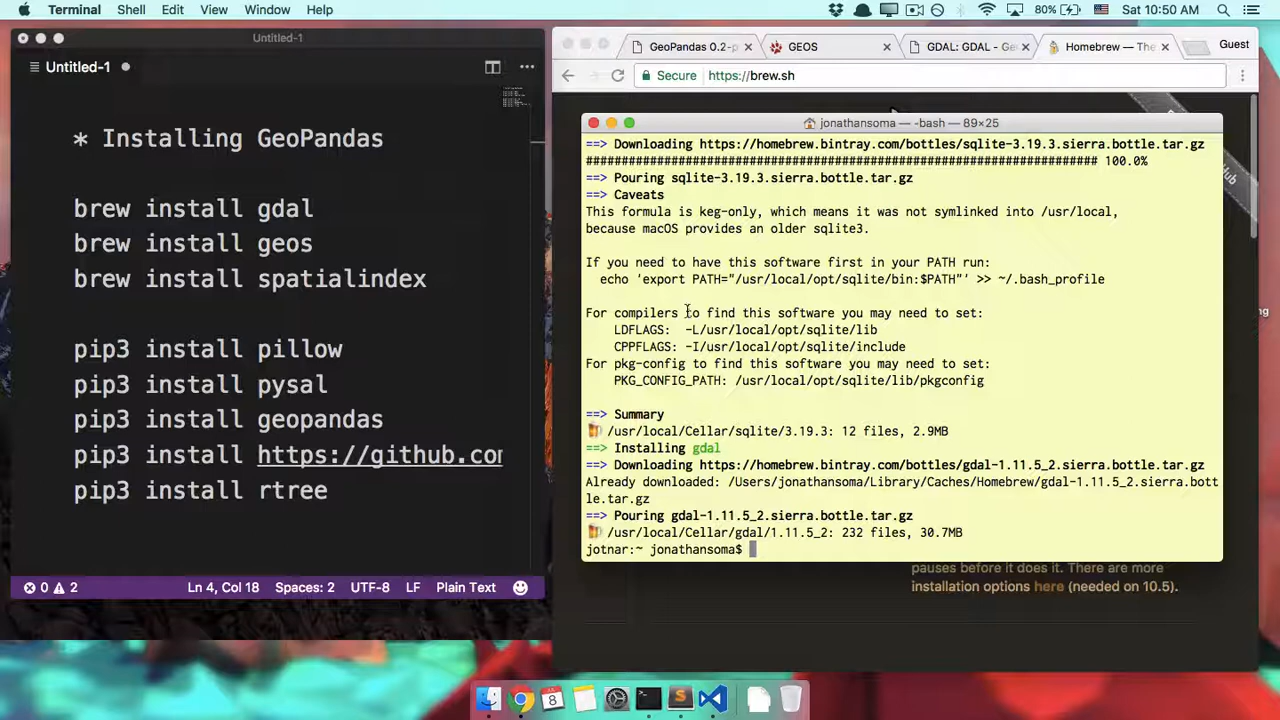 Terminal Shell Edit View Window Help
80% Sat 10:50 AM
Untitled-1
Untitled-1
* Installing GeoPandas
brew install gdal
brew install geos
brew install spatialindex
pip3 install pillow
pip3 install pysal
pip3 install geopandas
pip3 install https://github.com
pip3 install rtree
0 2 Ln 4, Col 18 Spaces: 2 UTF-8 LF Plain Text
GeoPandas 0.2-p GEOS GDAL: GDAL - Ge Homebrew — The Guest
Secure https://brew.sh
jonathansoma — -bash — 89×25
==> Downloading https://homebrew.bintray.com/bottles/sqlite-3.19.3.sierra.bottle.tar.gz
######################################################################## 100.0%
==> Pouring sqlite-3.19.3.sierra.bottle.tar.gz
==> Caveats
This formula is keg-only, which means it was not symlinked into /usr/local,
because macOS provides an older sqlite3.
If you need to have this software first in your PATH run:
echo 'export PATH="/usr/local/opt/sqlite/bin:$PATH"' >> ~/.bash_profile
For compilers to find this software you may need to set:
LDFLAGS: -L/usr/local/opt/sqlite/lib
CPPFLAGS: -I/usr/local/opt/sqlite/include
For pkg-config to find this software you may need to set:
PKG_CONFIG_PATH: /usr/local/opt/sqlite/lib/pkgconfig
==> Summary
/usr/local/Cellar/sqlite/3.19.3: 12 files, 2.9MB
==> Installing gdal
==> Downloading https://homebrew.bintray.com/bottles/gdal-1.11.5_2.sierra.bottle.tar.gz
Already downloaded: /Users/jonathansoma/Library/Caches/Homebrew/gdal-1.11.5_2.sierra.bott
le.tar.gz
==> Pouring gdal-1.11.5_2.sierra.bottle.tar.gz
/usr/local/Cellar/gdal/1.11.5_2: 232 files, 30.7MB
jotnar:~ jonathansoma$
pauses before it does it. There are more
installation options here (needed on 10.5).
8